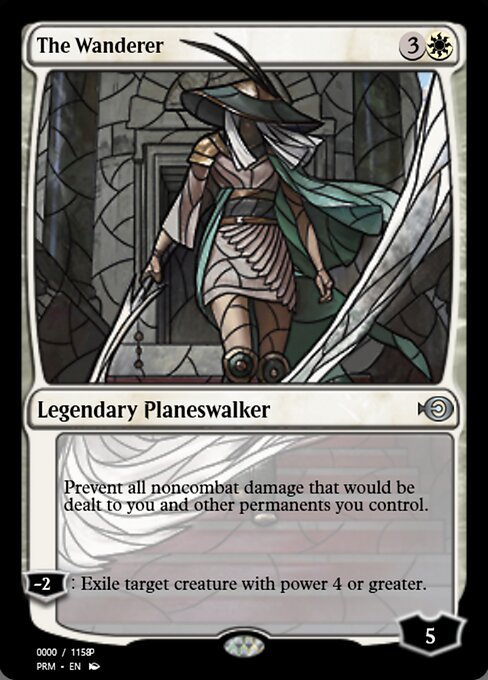 The Wanderer 3
Legendary Planeswalker
Prevent all noncombat damage that would be
dealt to you and other permanents you control.
-2 : Exile target creature with power 4 or greater.
5
0000 / 1158P
PRM • EN